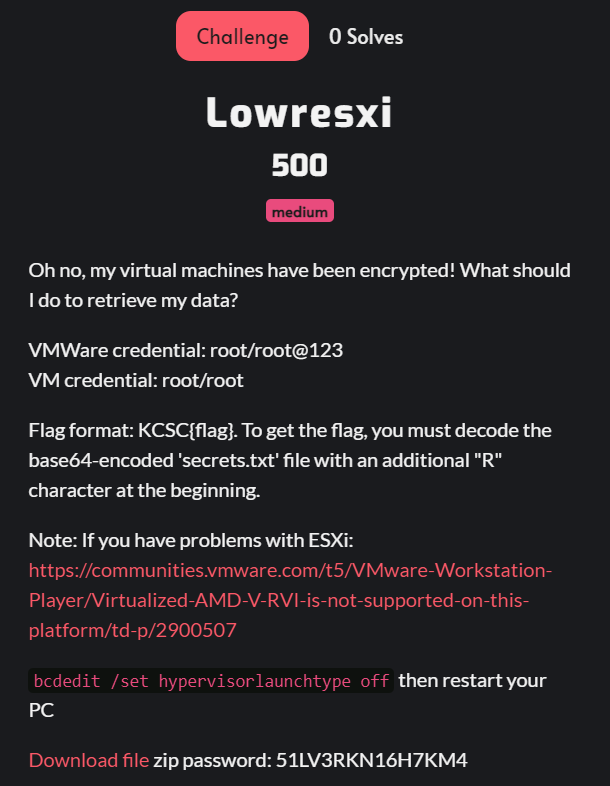 Challenge
0 Solves
Lowresxi
500
medium
Oh no, my virtual machines have been encrypted! What should
I do to retrieve my data?
VMWare credential: root/root@123
VM credential: root/root
Flag format: KCSC{flag}. To get the flag, you must decode the
base64-encoded 'secrets.txt' file with an additional "R"
character at the beginning.
Note: If you have problems with ESXi:
https://communities.vmware.com/t5/VMware-Workstation-
Player/Virtualized-AMD-V-RVI-is-not-supported-on-this-
platform/td-p/2900507
bcdedit /set hypervisorlaunchtype off then restart your
PC
Download file zip password: 51LV3RKN16H7KM4